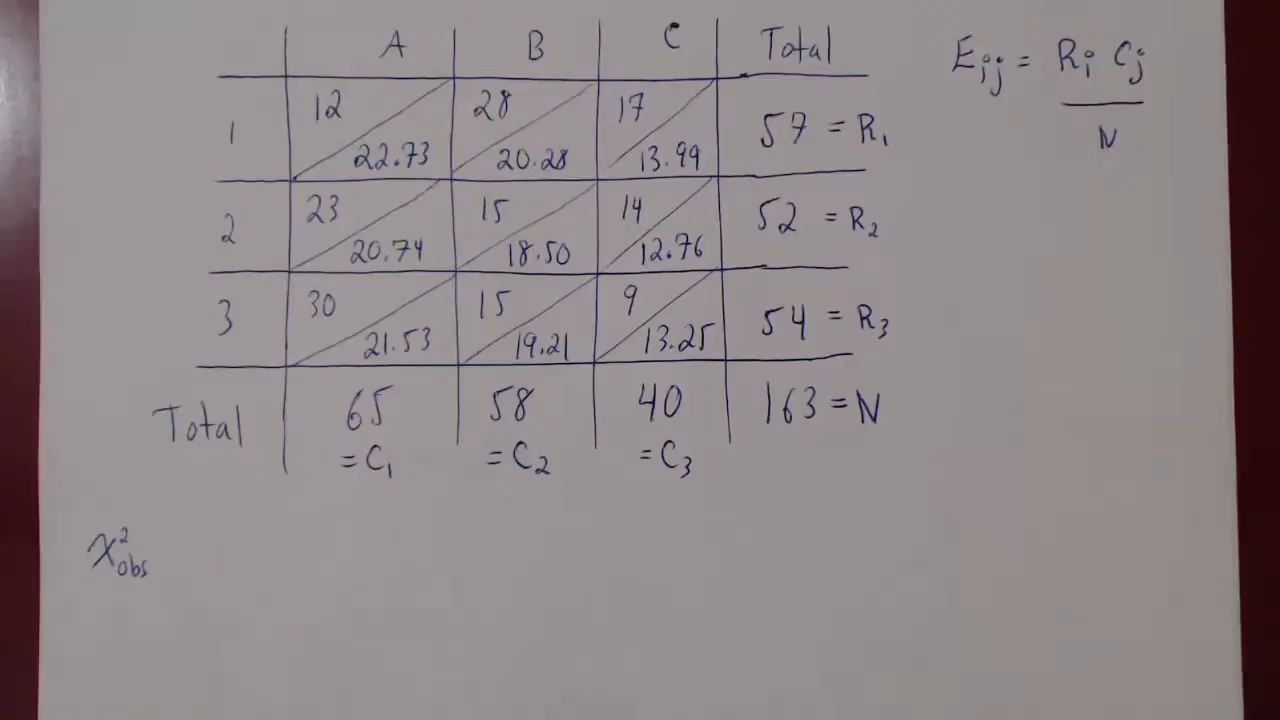 A B C Total
E_ij = R_i C_j / N
1 12 28 17 57 = R₁
22.73 20.28 13.99
2 23 15 14 52 = R₂
20.74 18.50 12.76
3 30 15 9 54 = R₃
21.53 19.21 13.25
Total 65 58 40 163 = N
= C₁ = C₂ = C₃
χ²obs